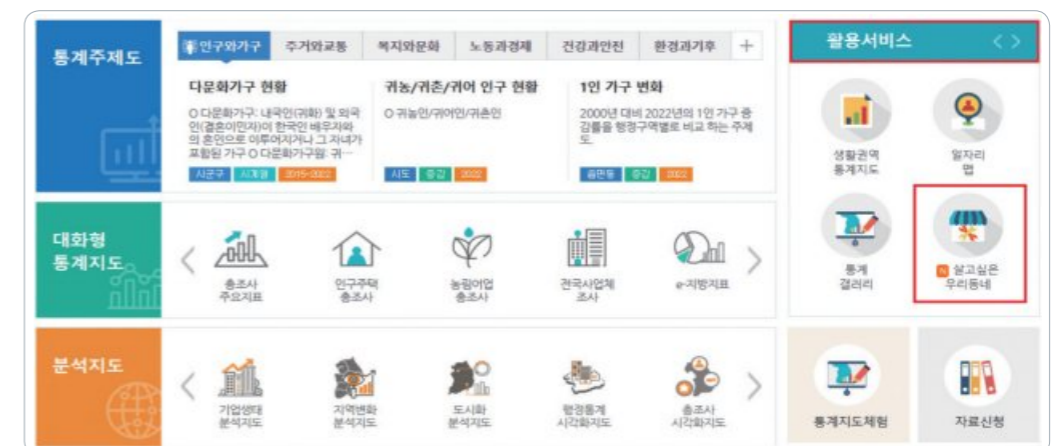 통계주제도
인구와가구 주거와교통 복지와문화 노동과경제 건강과안전 환경과기후 +
다문화가구 현황
O 다문화가구: 내국인(귀화) 및 외국
인(결혼이민자)이 한국인 배우자와
의 혼인으로 이루어지거나 그 자녀가
포함된 가구 O 다문화가구원: 귀…
시군구 시계열 2015~2022
귀농/귀촌/귀어 인구 현황
O 귀농인/귀어인/귀촌인
시도 증감 2022
1인 가구 변화
2000년 대비 2022년의 1인 가구 증
감률을 행정구역별로 비교 하는 주제
도.
읍면동 증감 2022
대화형
통계지도
총조사
주요지표
인구주택
총조사
농림어업
총조사
전국사업체
조사
e-지방지표
분석지도
기업생태
분석지도
지역변화
분석지도
도시화
분석지도
행정통계
시각화지도
총조사
시각화지도
활용서비스 < >
생활권역
통계지도
일자리
맵
통계
갤러리
N 살고싶은
우리동네
통계지도체험
자료신청